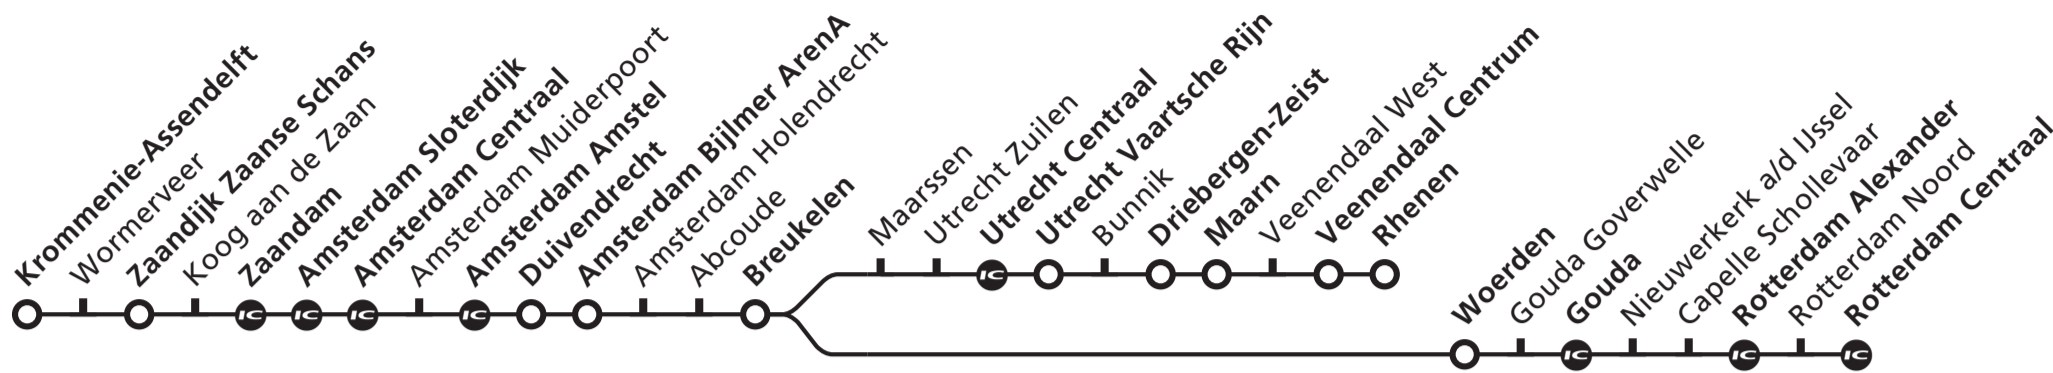 Krommenie-Assendelft
Wormerveer
Zaandijk Zaanse Schans
Koog aan de Zaan
Zaandam
Amsterdam Sloterdijk
Amsterdam Centraal
Amsterdam Muiderpoort
Amsterdam Amstel
Duivendrecht
Amsterdam Bijlmer ArenA
Amsterdam Holendrecht
Abcoude
Breukelen
Maarssen
Utrecht Zuilen
Utrecht Centraal
Utrecht Vaartsche Rijn
Bunnik
Driebergen-Zeist
Maarn
Veenendaal West
Veenendaal Centrum
Rhenen
Woerden
Gouda Goverwelle
Gouda
Nieuwerkerk a/d IJssel
Capelle Schollevaar
Rotterdam Alexander
Rotterdam Noord
Rotterdam Centraal
IC
IC
IC
IC
IC
IC
IC
IC